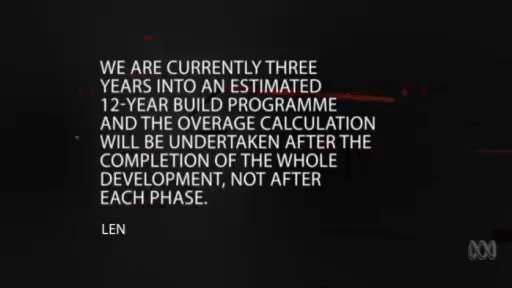 WE ARE CURRENTLY THREE
YEARS INTO AN ESTIMATED
12-YEAR BUILD PROGRAMME
AND THE OVERAGE CALCULATION
WILL BE UNDERTAKEN AFTER THE
COMPLETION OF THE WHOLE
DEVELOPMENT, NOT AFTER
EACH PHASE.
LEN